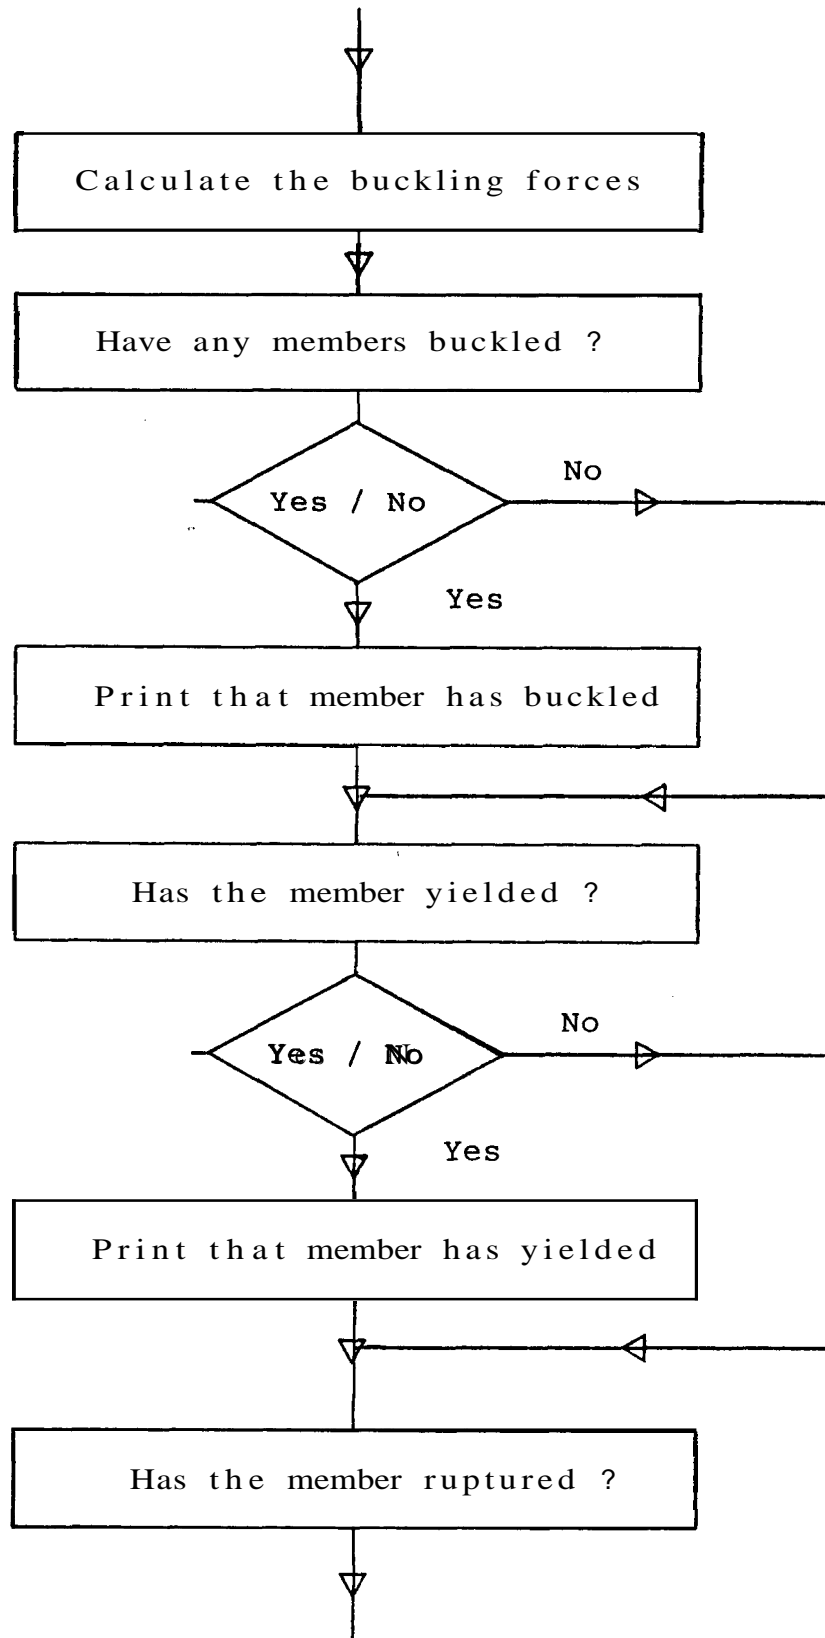 Calculate the buckling forces
Have any members buckled ?
No
Yes / No
Yes
Print that member has buckled
Has the member yielded ?
No
Yes / No
Yes
Print that member has yielded
Has the member ruptured ?